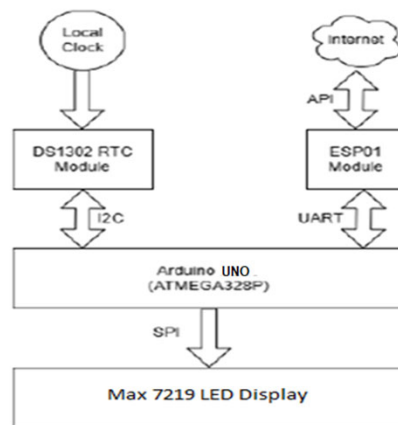 Local
Clock
Internet
API
DS1302 RTC
Module
ESP01
Module
I2C
UART
Arduino UNO
(ATMEGA328P)
SPI
Max 7219 LED Display